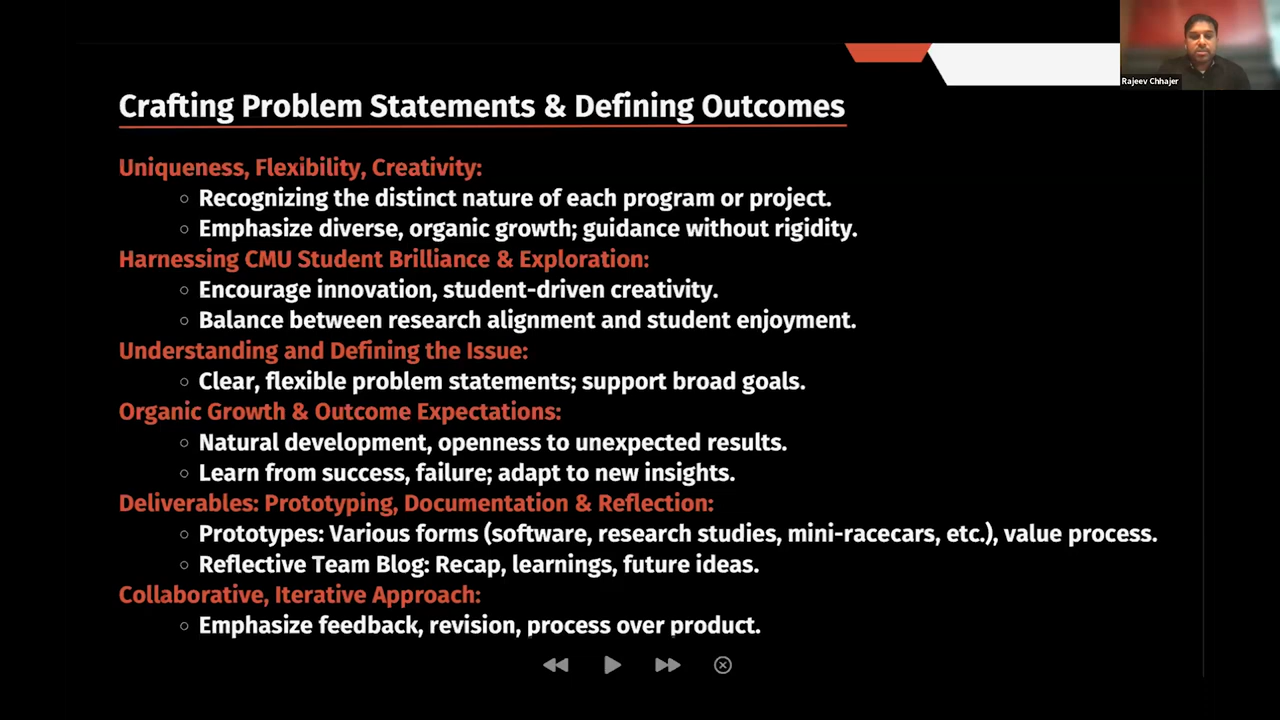 Rajeev Chhajer
Crafting Problem Statements & Defining Outcomes
Uniqueness, Flexibility, Creativity:
Recognizing the distinct nature of each program or project.
Emphasize diverse, organic growth; guidance without rigidity.
Harnessing CMU Student Brilliance & Exploration:
Encourage innovation, student-driven creativity.
Balance between research alignment and student enjoyment.
Understanding and Defining the Issue:
Clear, flexible problem statements; support broad goals.
Organic Growth & Outcome Expectations:
Natural development, openness to unexpected results.
Learn from success, failure; adapt to new insights.
Deliverables: Prototyping, Documentation & Reflection:
Prototypes: Various forms (software, research studies, mini-racecars, etc.), value process.
Reflective Team Blog: Recap, learnings, future ideas.
Collaborative, Iterative Approach:
Emphasize feedback, revision, process over product.